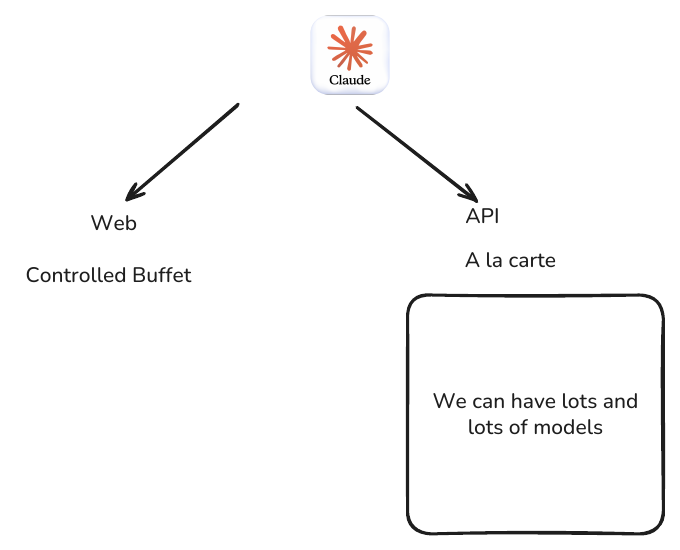 Claude
Web
API
Controlled Buffet
A la carte
We can have lots and
lots of models